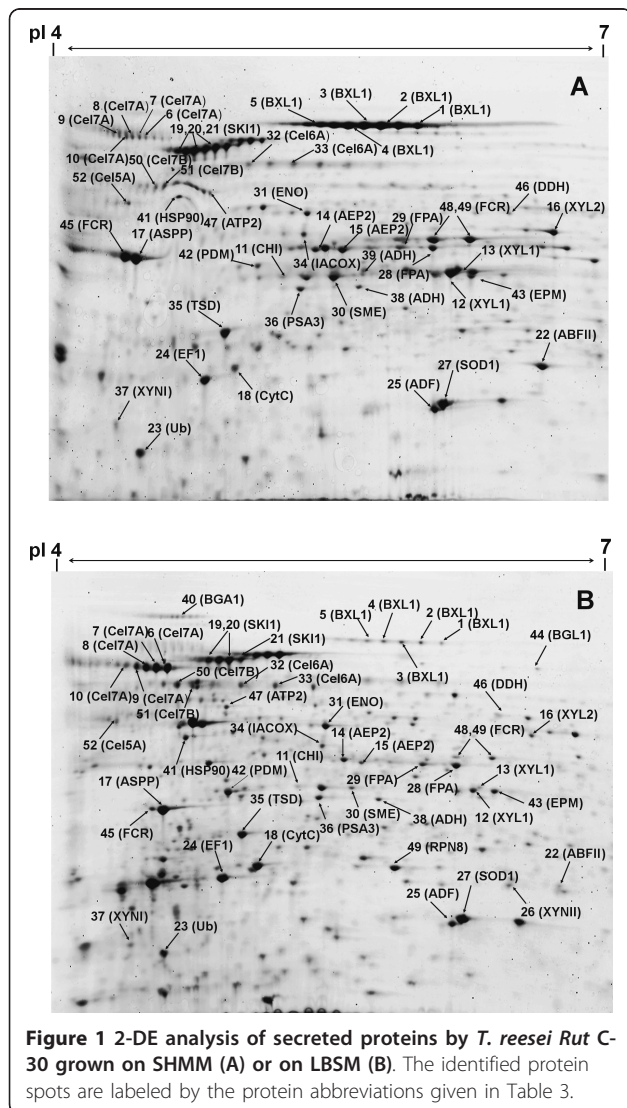 pI 4
7
A
7 (Cel7A)
8 (Cel7A)
6 (Cel7A)
9 (Cel7A)
19,20,21 (SKI1)
3 (BXL1)
5 (BXL1)
2 (BXL1)
1 (BXL1)
32 (Cel6A)
33 (Cel6A)
4 (BXL1)
10 (Cel7A)
50 (Cel7B)
51 (Cel7B)
52 (Cel5A)
31 (ENO)
46 (DDH)
48,49 (FCR)
41 (HSP90)
47 (ATP2)
14 (AEP2)
29 (FPA)
16 (XYL2)
45 (FCR)
15 (AEP2)
17 (ASPP)
11 (CHI)
39 (ADH)
13 (XYL1)
42 (PDM)
34 (IACOX)
28 (FPA)
38 (ADH)
12 (XYL1)
43 (EPM)
35 (TSD)
36 (PSA3)
30 (SME)
22 (ABFII)
24 (EF1)
27 (SOD1)
37 (XYNI)
18 (CytC)
25 (ADF)
23 (Ub)
pI 4
7
B
40 (BGA1)
7 (Cel7A)
19,20 (SKI1)
4 (BXL1)
6 (Cel7A)
21 (SKI1)
5 (BXL1)
2 (BXL1)
8 (Cel7A)
1 (BXL1)
44 (BGL1)
50 (Cel7B)
32 (Cel6A)
3 (BXL1)
10 (Cel7A)
9 (Cel7A)
33 (Cel6A)
51 (Cel7B)
47 (ATP2)
46 (DDH)
52 (Cel5A)
31 (ENO)
16 (XYL2)
34 (IACOX)
14 (AEP2)
48,49 (FCR)
41 (HSP90)
11 (CHI)
15 (AEP2)
13 (XYL1)
17 (ASPP)
42 (PDM)
29 (FPA)
28 (FPA)
45 (FCR)
35 (TSD)
30 (SME)
38 (ADH)
43 (EPM)
36 (PSA3)
12 (XYL1)
24 (EF1)
18 (CytC)
49 (RPN8)
22 (ABFII)
27 (SOD1)
37 (XYNI)
25 (ADF)
26 (XYNII)
23 (Ub)
Figure 1 2-DE analysis of secreted proteins by T. reesei Rut C-
30 grown on SHMM (A) or on LBSM (B). The identified protein
spots are labeled by the protein abbreviations given in Table 3.